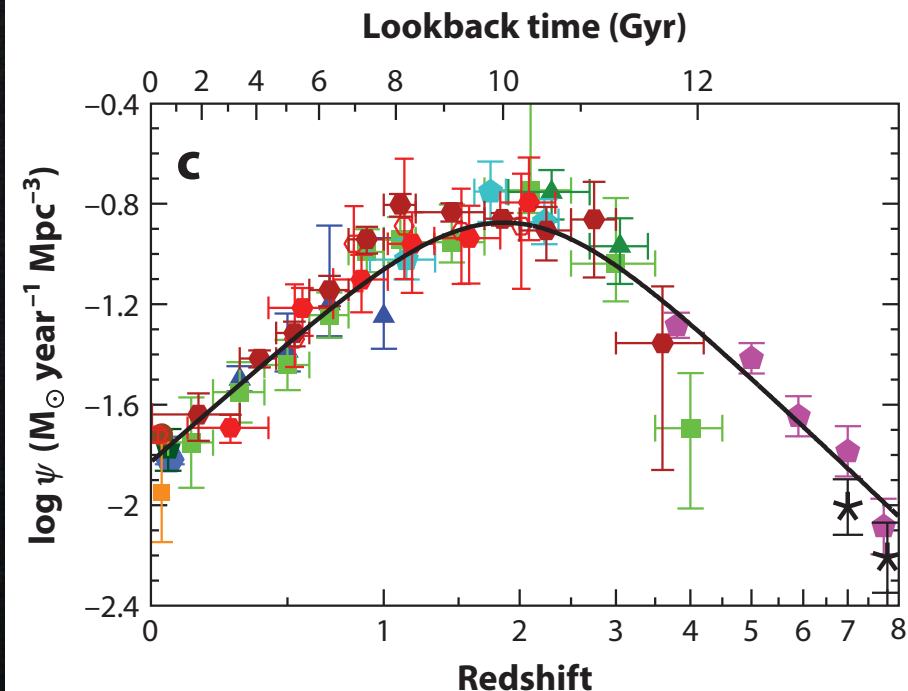 Lookback time (Gyr)
0 2 4 6 8 10 12
c
log ψ (M☉ year⁻¹ Mpc⁻³)
−0.4
−0.8
−1.2
−1.6
−2
−2.4
0 1 2 3 4 5 6 7 8
Redshift